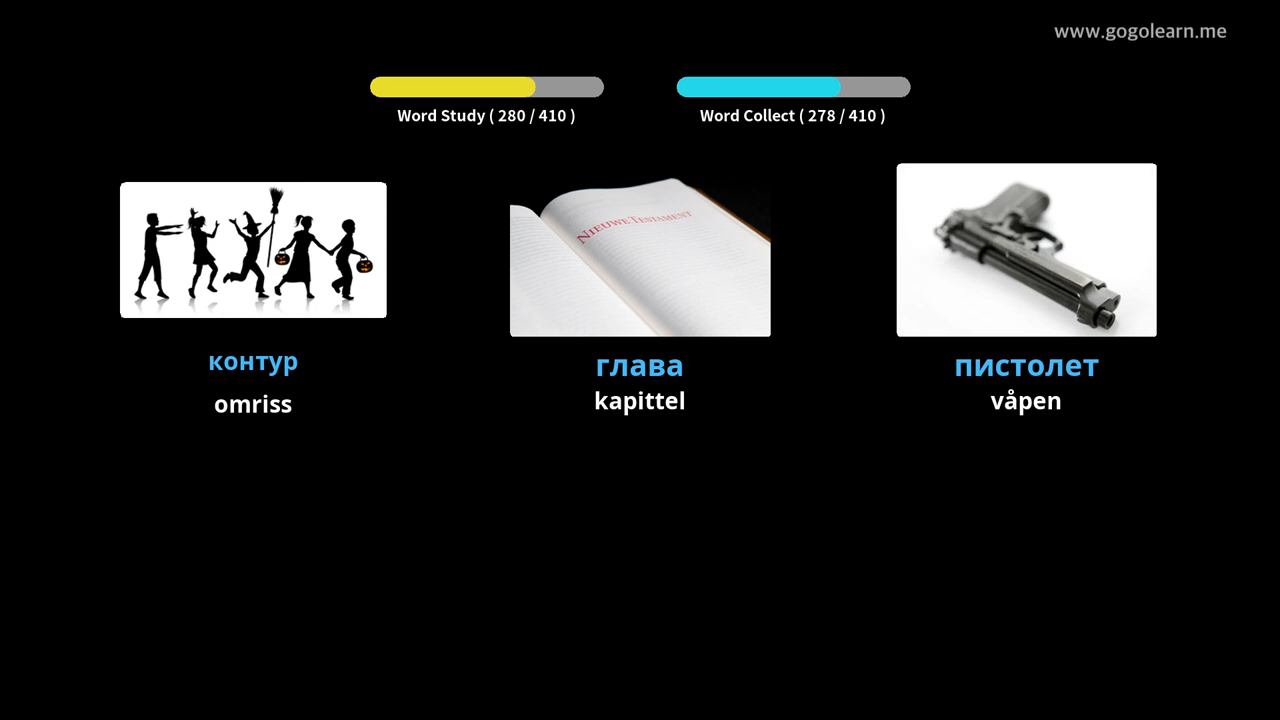 www.gogolearn.me
Word Study ( 280 / 410 )
Word Collect ( 278 / 410 )
NIEUWE TESTAMENT
контур
omriss
глава
kapittel
пистолет
våpen